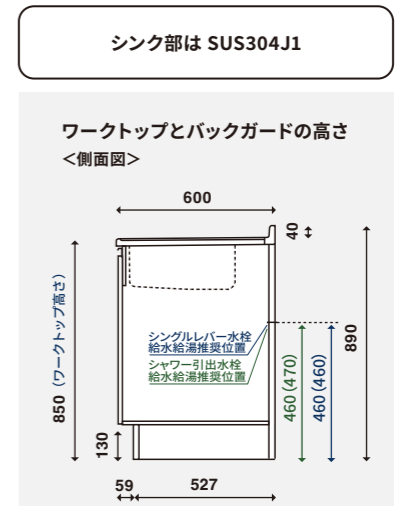 シンク部は SUS304J1
ワークトップとバックガードの高さ
＜側面図＞
600
40
シングルレバー水栓
給水給湯推奨位置
シャワー引出水栓
給水給湯推奨位置
850（ワークトップ高さ）
460（470）
460（460）
890
130
59
527